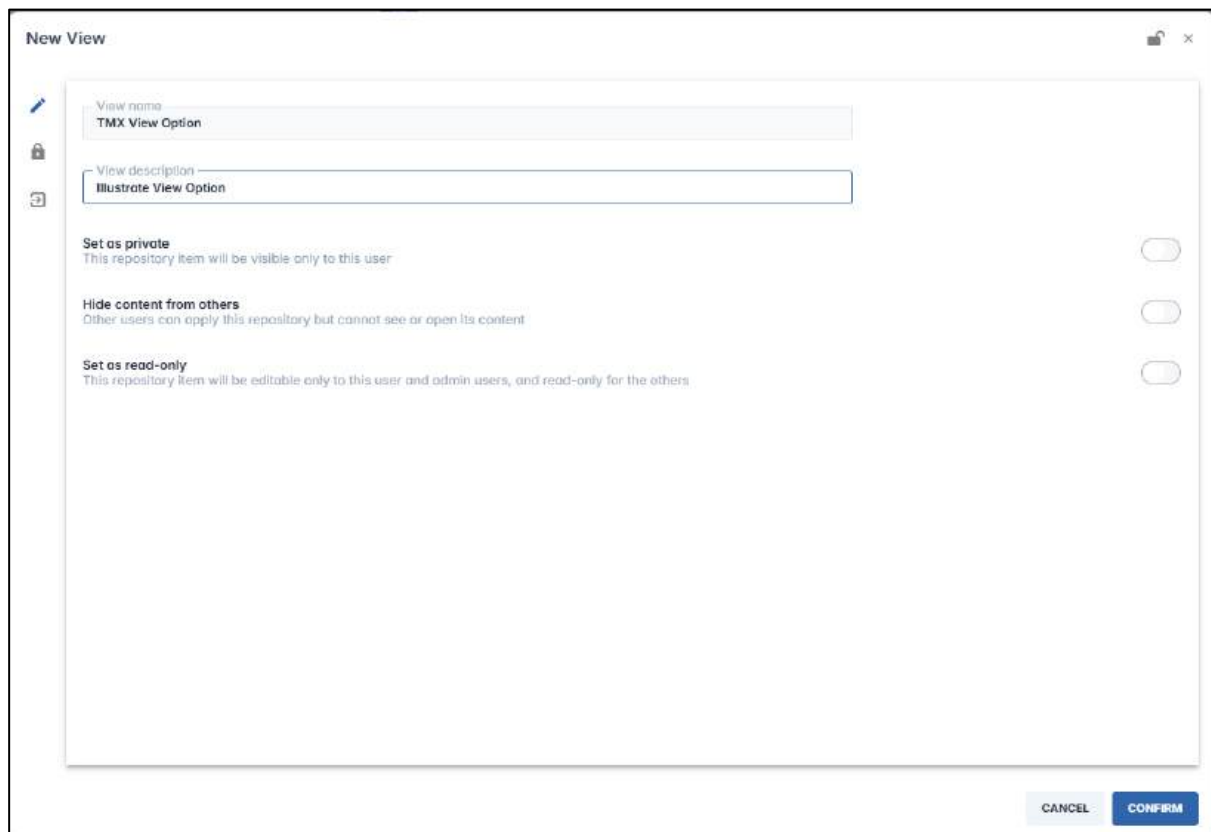 New View
View name
TMX View Option
View description
Illustrate View Option
Set as private
This repository item will be visible only to this user
Hide content from others
Other users can apply this repository but cannot see or open its content
Set as read-only
This repository item will be editable only to this user and admin users, and read-only for the others
CANCEL CONFIRM